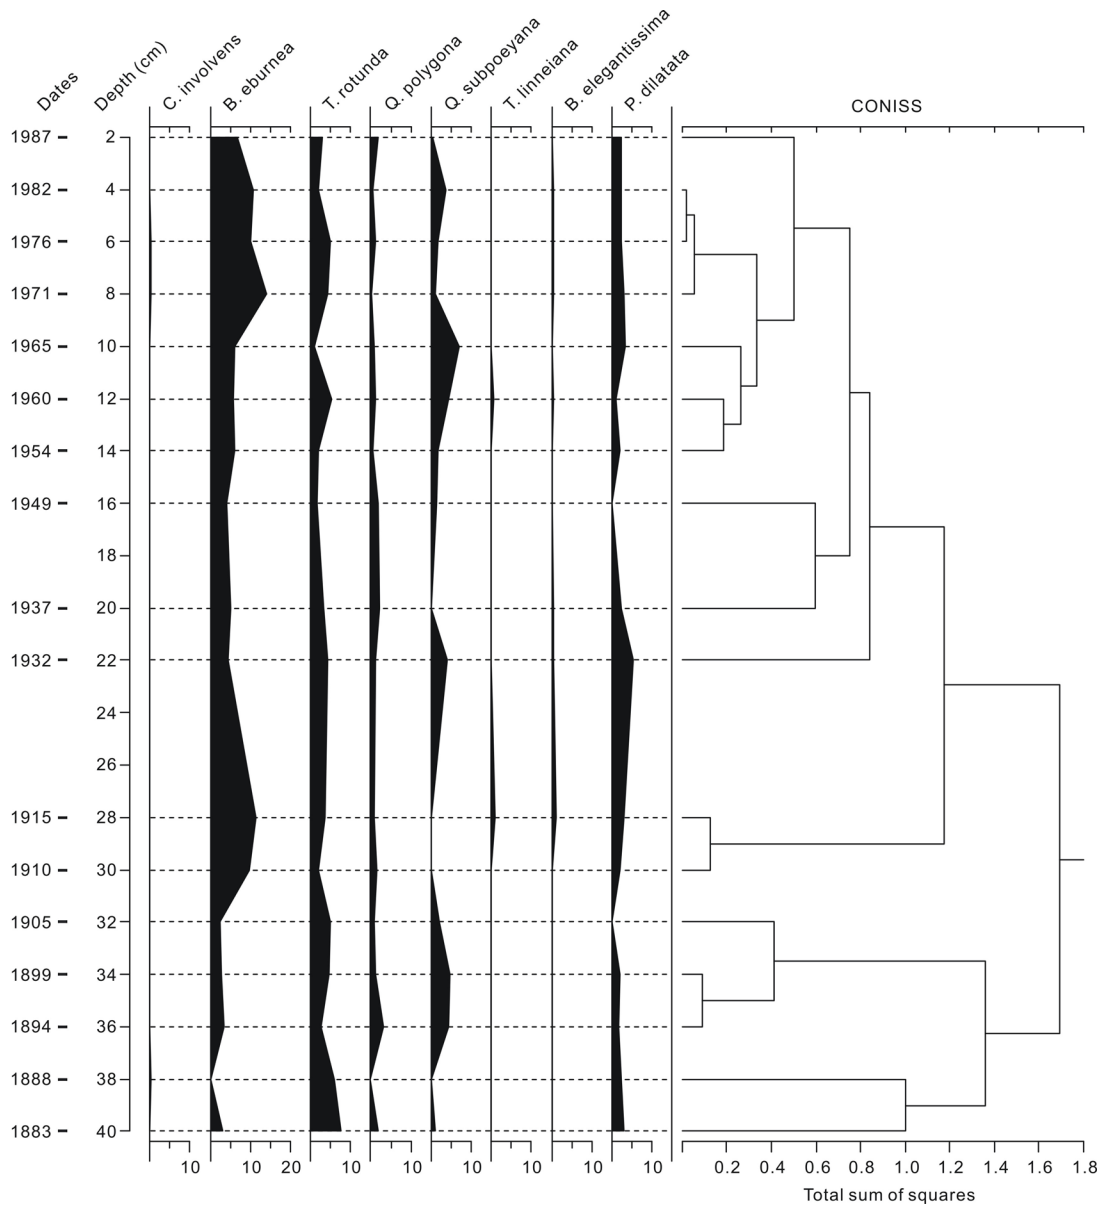 Dates
Depth (cm)
C. involvens
B. eburnea
T. rotunda
Q. polygona
Q. subpoeyana
T. linneiana
B. elegantissima
P. dilatata
CONISS
1987 2
1982 4
1976 6
1971 8
1965 10
1960 12
1954 14
1949 16
18
1937 20
1932 22
24
26
1915 28
1910 30
1905 32
1899 34
1894 36
1888 38
1883 40
10 10 20 10 10 10 10 10 10 0.2 0.4 0.6 0.8 1.0 1.2 1.4 1.6 1.8
Total sum of squares